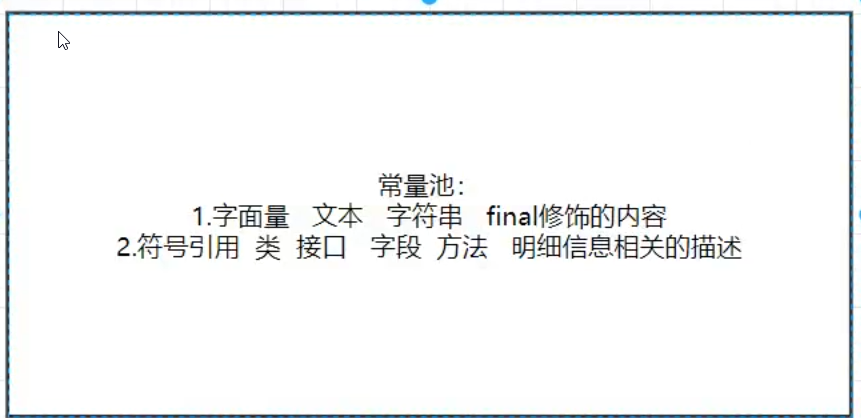 常量池：
1.字面量 文本 字符串 final修饰的内容
2.符号引用 类 接口 字段 方法 明细信息相关的描述